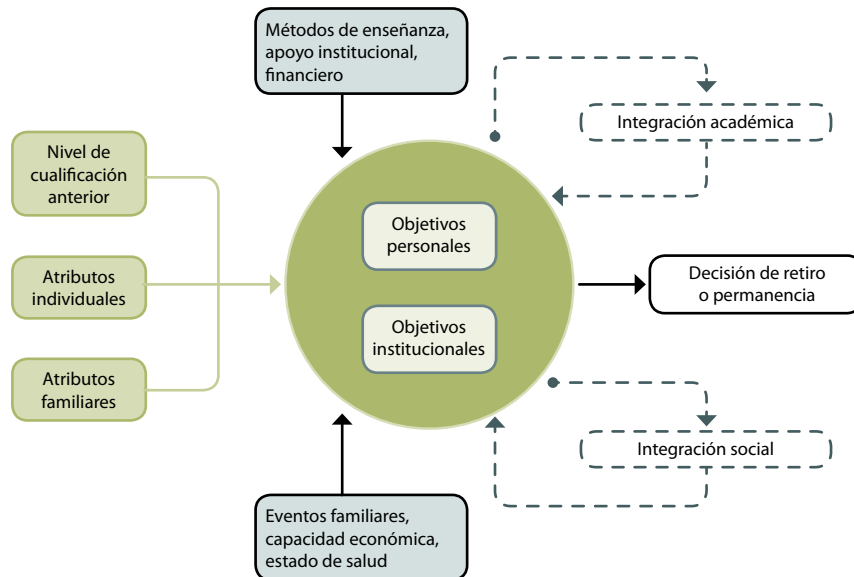 Métodos de enseñanza,
apoyo institucional,
financiero
Integración académica
Nivel de
cualificación
anterior
Objetivos
personales
Atributos
individuales
Decisión de retiro
o permanencia
Objetivos
institucionales
Atributos
familiares
Integración social
Eventos familiares,
capacidad económica,
estado de salud